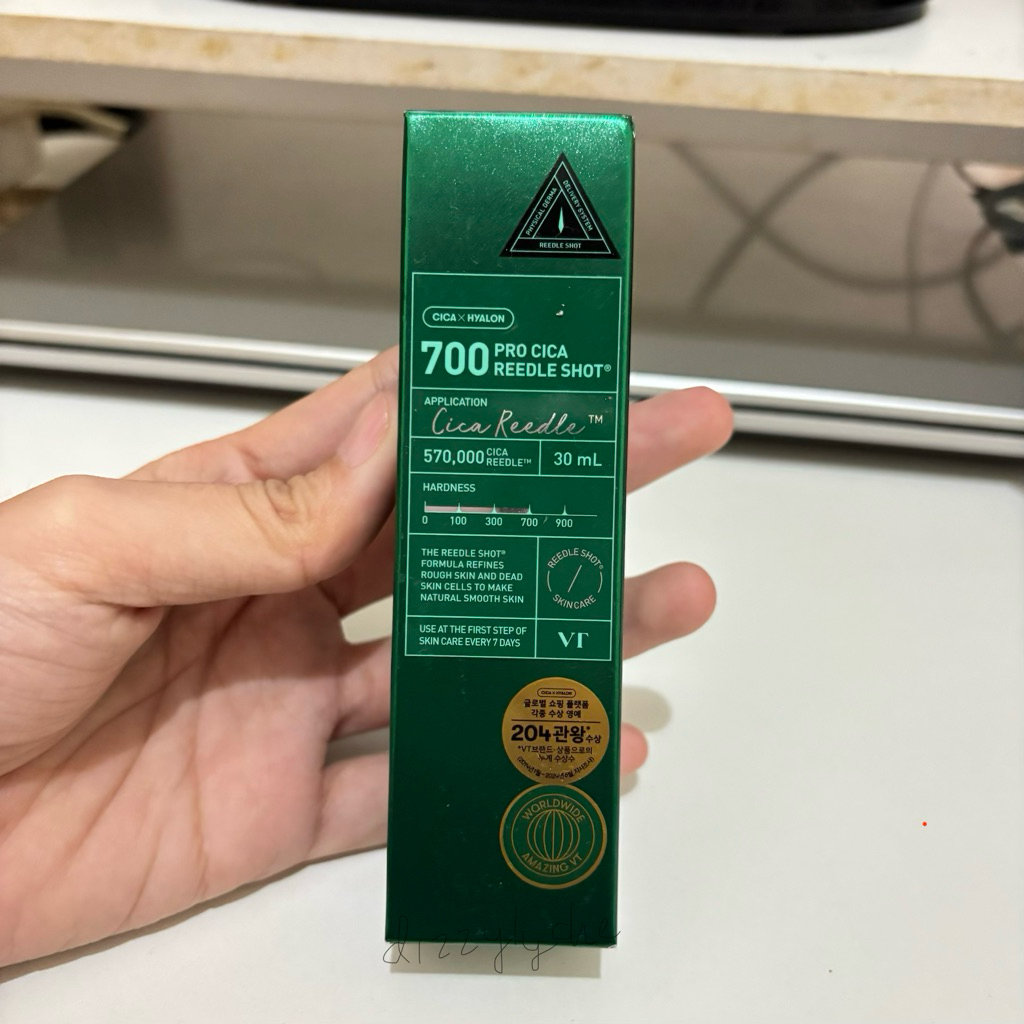 PHYSICAL DERMA
DELIVERY SYSTEM
REEDLE SHOT
CICA × HYALON
700 PRO CICA
REEDLE SHOT®
APPLICATION
Cica Reedle™
570,000 CICA
REEDLE™
30 mL
HARDNESS
0 100 300 700 900
THE REEDLE SHOT®
FORMULA REFINES
ROUGH SKIN AND DEAD
SKIN CELLS TO MAKE
NATURAL SMOOTH SKIN
REEDLE SHOT®
SKIN CARE
USE AT THE FIRST STEP OF
SKIN CARE EVERY 7 DAYS
VT
CICA × HYALON
글로벌 쇼핑 플랫폼
각종 수상 영예
204관왕* 수상
*VT브랜드·상품으로의
누계 수상수
WORLDWIDE
AMAZING VT